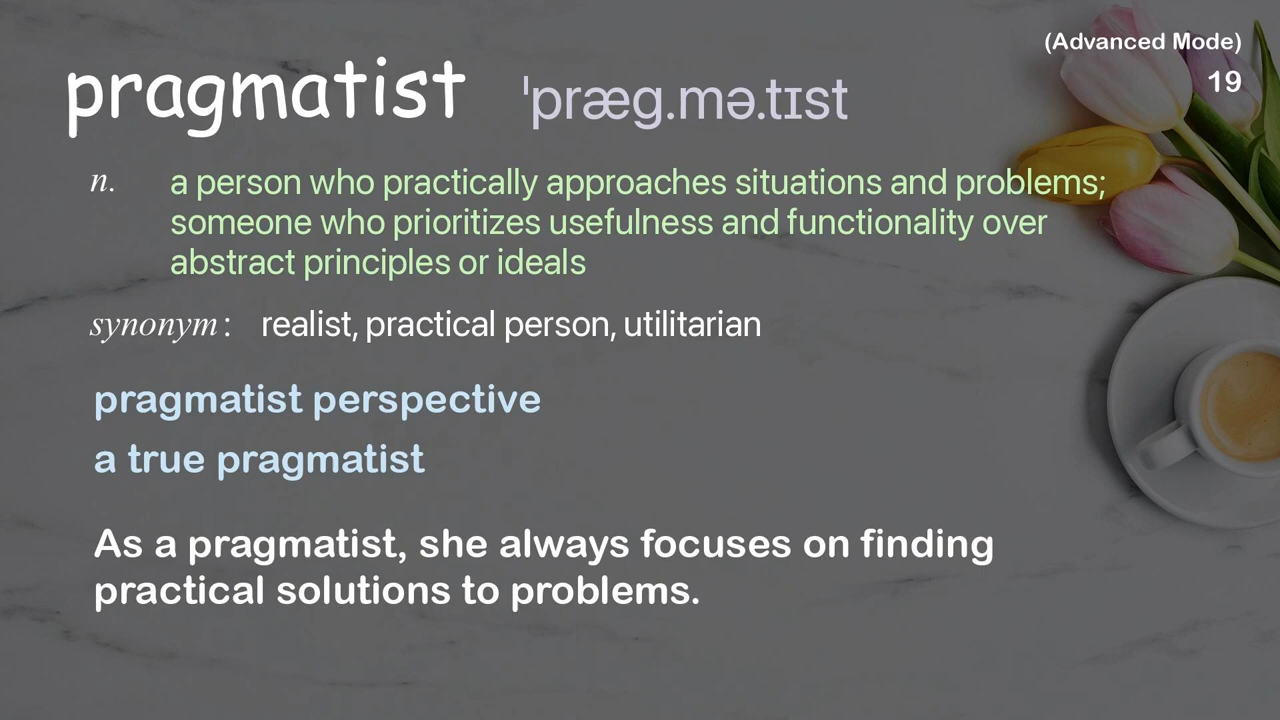 (Advanced Mode)
19
pragmatist ˈpræg.mə.tɪst
n. a person who practically approaches situations and problems;
someone who prioritizes usefulness and functionality over
abstract principles or ideals
synonym: realist, practical person, utilitarian
pragmatist perspective
a true pragmatist
As a pragmatist, she always focuses on finding
practical solutions to problems.